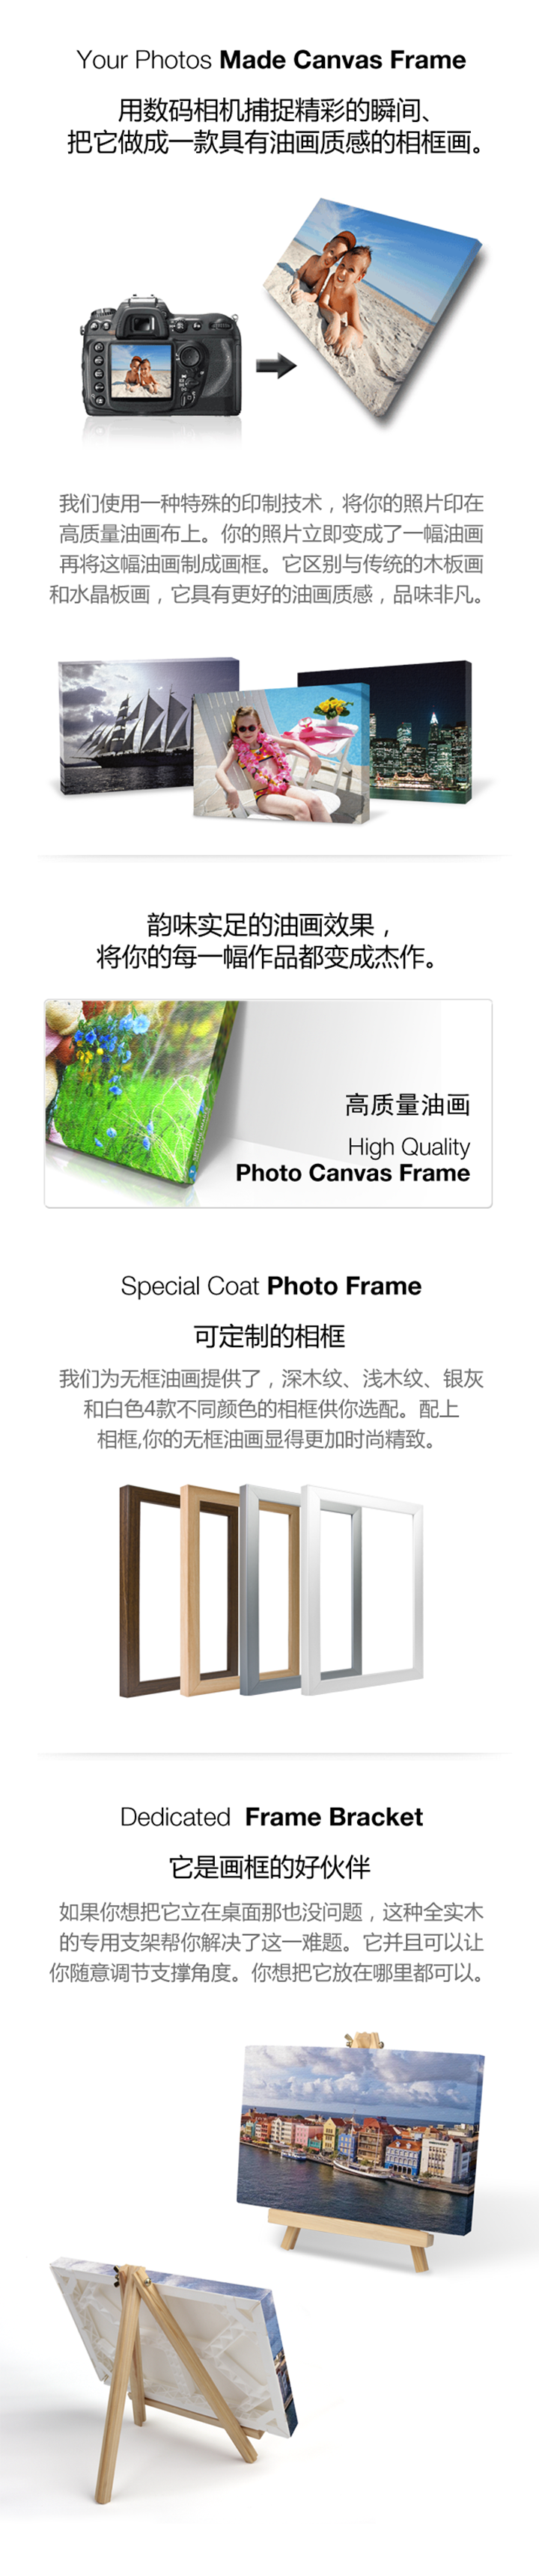 Your Photos Made Canvas Frame
用数码相机捕捉精彩的瞬间、
把它做成一款具有油画质感的相框画。
我们使用一种特殊的印制技术，将你的照片印在
高质量油画布上。你的照片立即变成了一幅油画
再将这幅油画制成画框。它区别与传统的木板画
和水晶板画，它具有更好的油画质感，品味非凡。
韵味实足的油画效果，
将你的每一幅作品都变成杰作。
高质量油画
High Quality
Photo Canvas Frame
Special Coat Photo Frame
可定制的相框
我们为无框油画提供了，深木纹、浅木纹、银灰
和白色4款不同颜色的相框供你选配。配上
相框,你的无框油画显得更加时尚精致。
Dedicated Frame Bracket
它是画框的好伙伴
如果你想把它立在桌面那也没问题，这种全实木
的专用支架帮你解决了这一难题。它并且可以让
你随意调节支撑角度。你想把它放在哪里都可以。